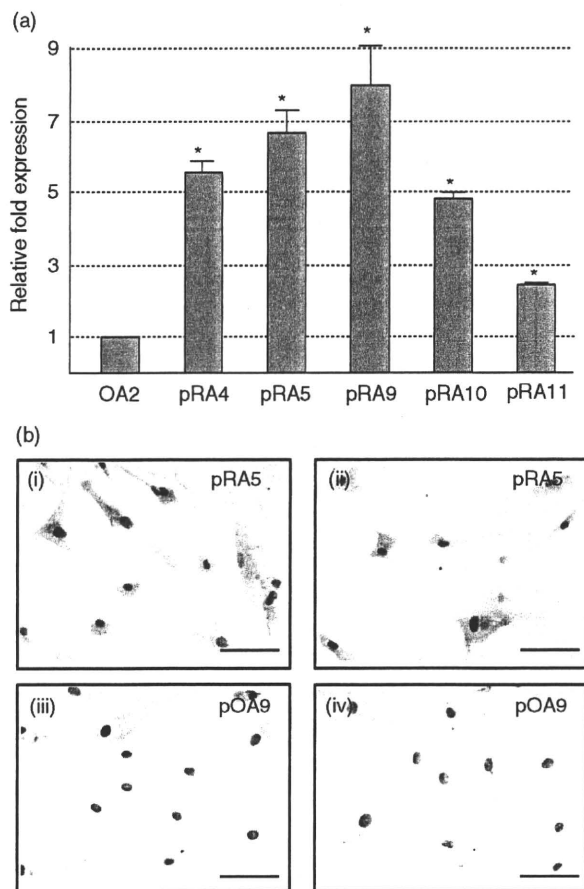 (a)
9
7
5
3
1
Relative fold expression
*
*
*
*
*
OA2 pRA4 pRA5 pRA9 pRA10 pRA11
(b)
(i) pRA5
(ii) pRA5
(iii) pOA9
(iv) pOA9